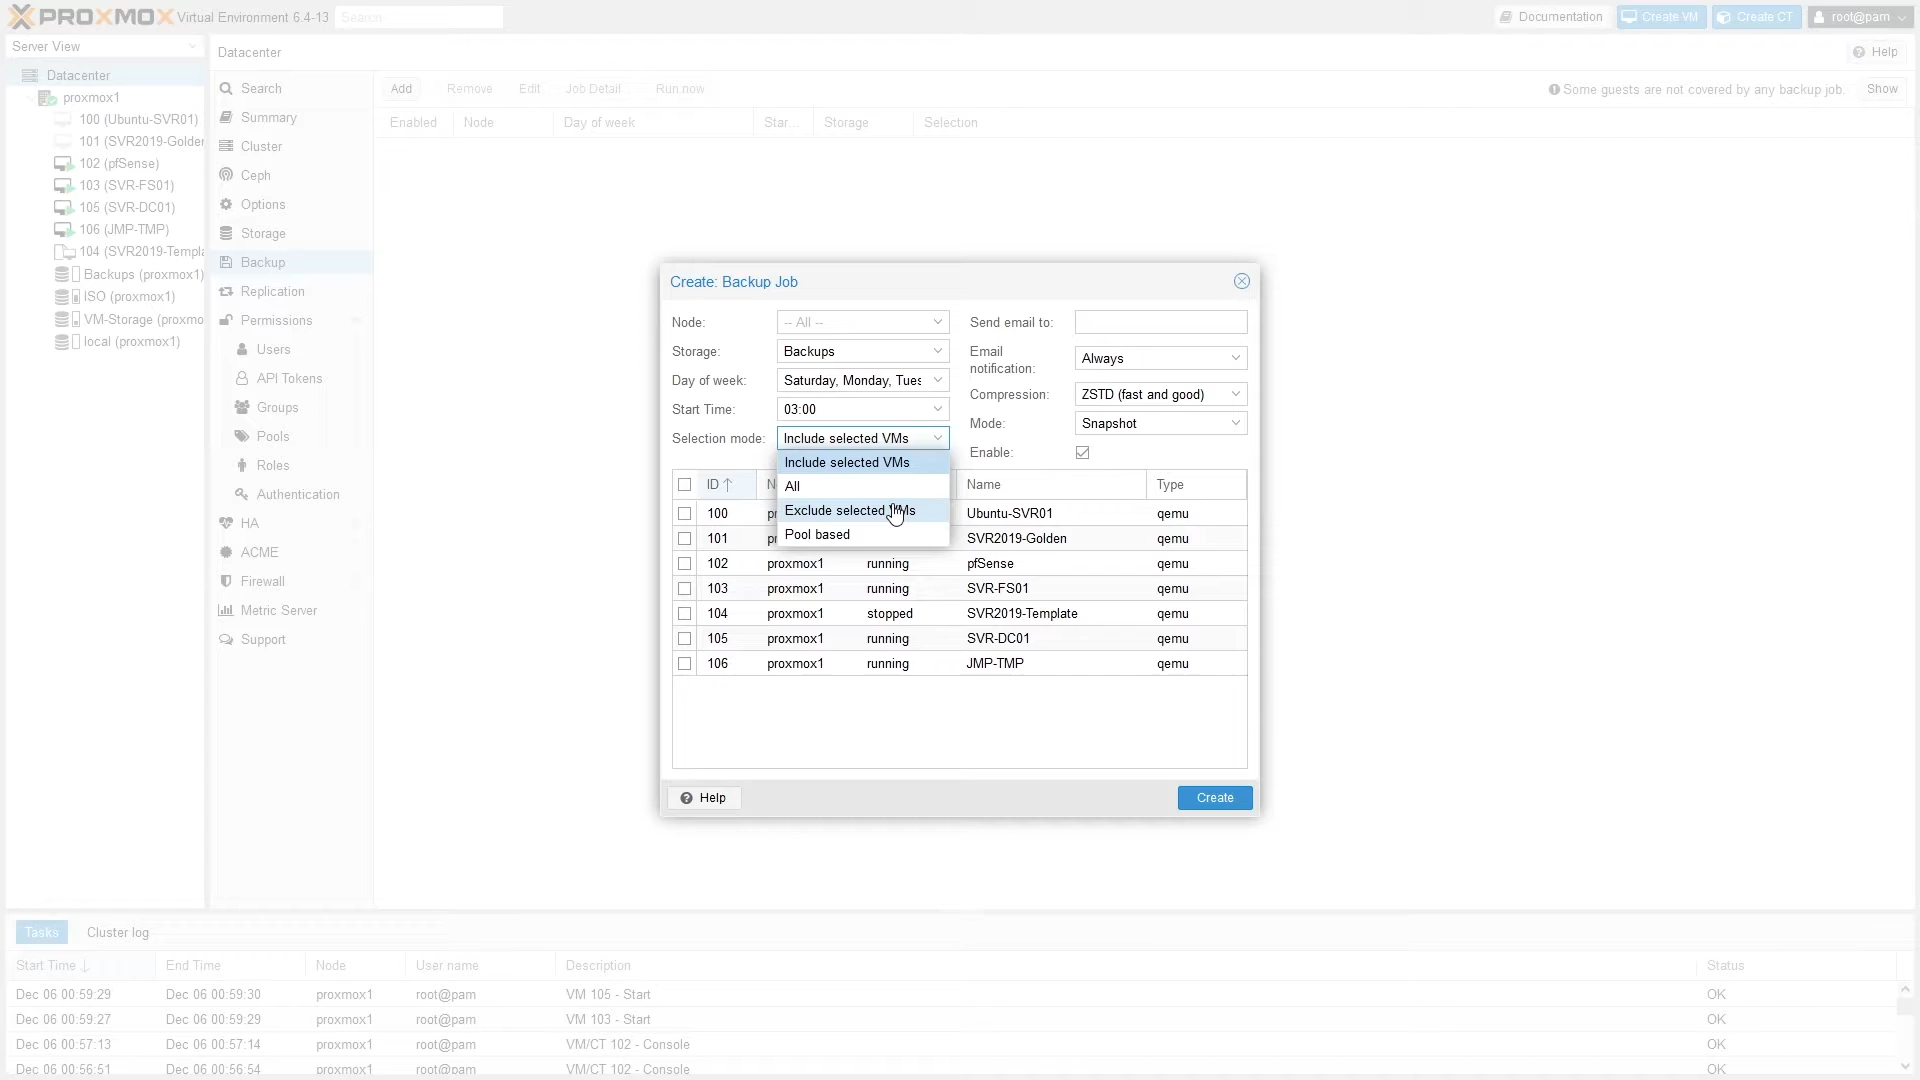 PROXMOX Virtual Environment 6.4-13 Search Documentation Create VM Create CT root@pam
Server View
Datacenter Help
Datacenter
proxmox1
100 (Ubuntu-SVR01)
101 (SVR2019-Golder
102 (pfSense)
103 (SVR-FS01)
105 (SVR-DC01)
106 (JMP-TMP)
104 (SVR2019-Templa
Backups (proxmox1)
ISO (proxmox1)
VM-Storage (proxmo
local (proxmox1)
Search
Summary
Cluster
Ceph
Options
Storage
Backup
Replication
Permissions
Users
API Tokens
Groups
Pools
Roles
Authentication
HA
ACME
Firewall
Metric Server
Support
Add Remove Edit Job Detail Run now Some guests are not covered by any backup job. Show
Enabled Node Day of week Star... Storage Selection
Create: Backup Job
Node: -- All --
Storage: Backups
Day of week: Saturday, Monday, Tues
Start Time: 03:00
Selection mode: Include selected VMs
Include selected VMs
All
Exclude selected VMs
Pool based
Send email to:
Email notification: Always
Compression: ZSTD (fast and good)
Mode: Snapshot
Enable:
ID N Name Type
100 pr Ubuntu-SVR01 qemu
101 pr SVR2019-Golden qemu
102 proxmox1 running pfSense qemu
103 proxmox1 running SVR-FS01 qemu
104 proxmox1 stopped SVR2019-Template qemu
105 proxmox1 running SVR-DC01 qemu
106 proxmox1 running JMP-TMP qemu
Help Create
Tasks Cluster log
Start Time End Time Node User name Description Status
Dec 06 00:59:29 Dec 06 00:59:30 proxmox1 root@pam VM 105 - Start OK
Dec 06 00:59:27 Dec 06 00:59:29 proxmox1 root@pam VM 103 - Start OK
Dec 06 00:57:13 Dec 06 00:57:14 proxmox1 root@pam VM/CT 102 - Console OK
Dec 06 00:56:51 Dec 06 00:56:54 proxmox1 root@pam VM/CT 102 - Console OK